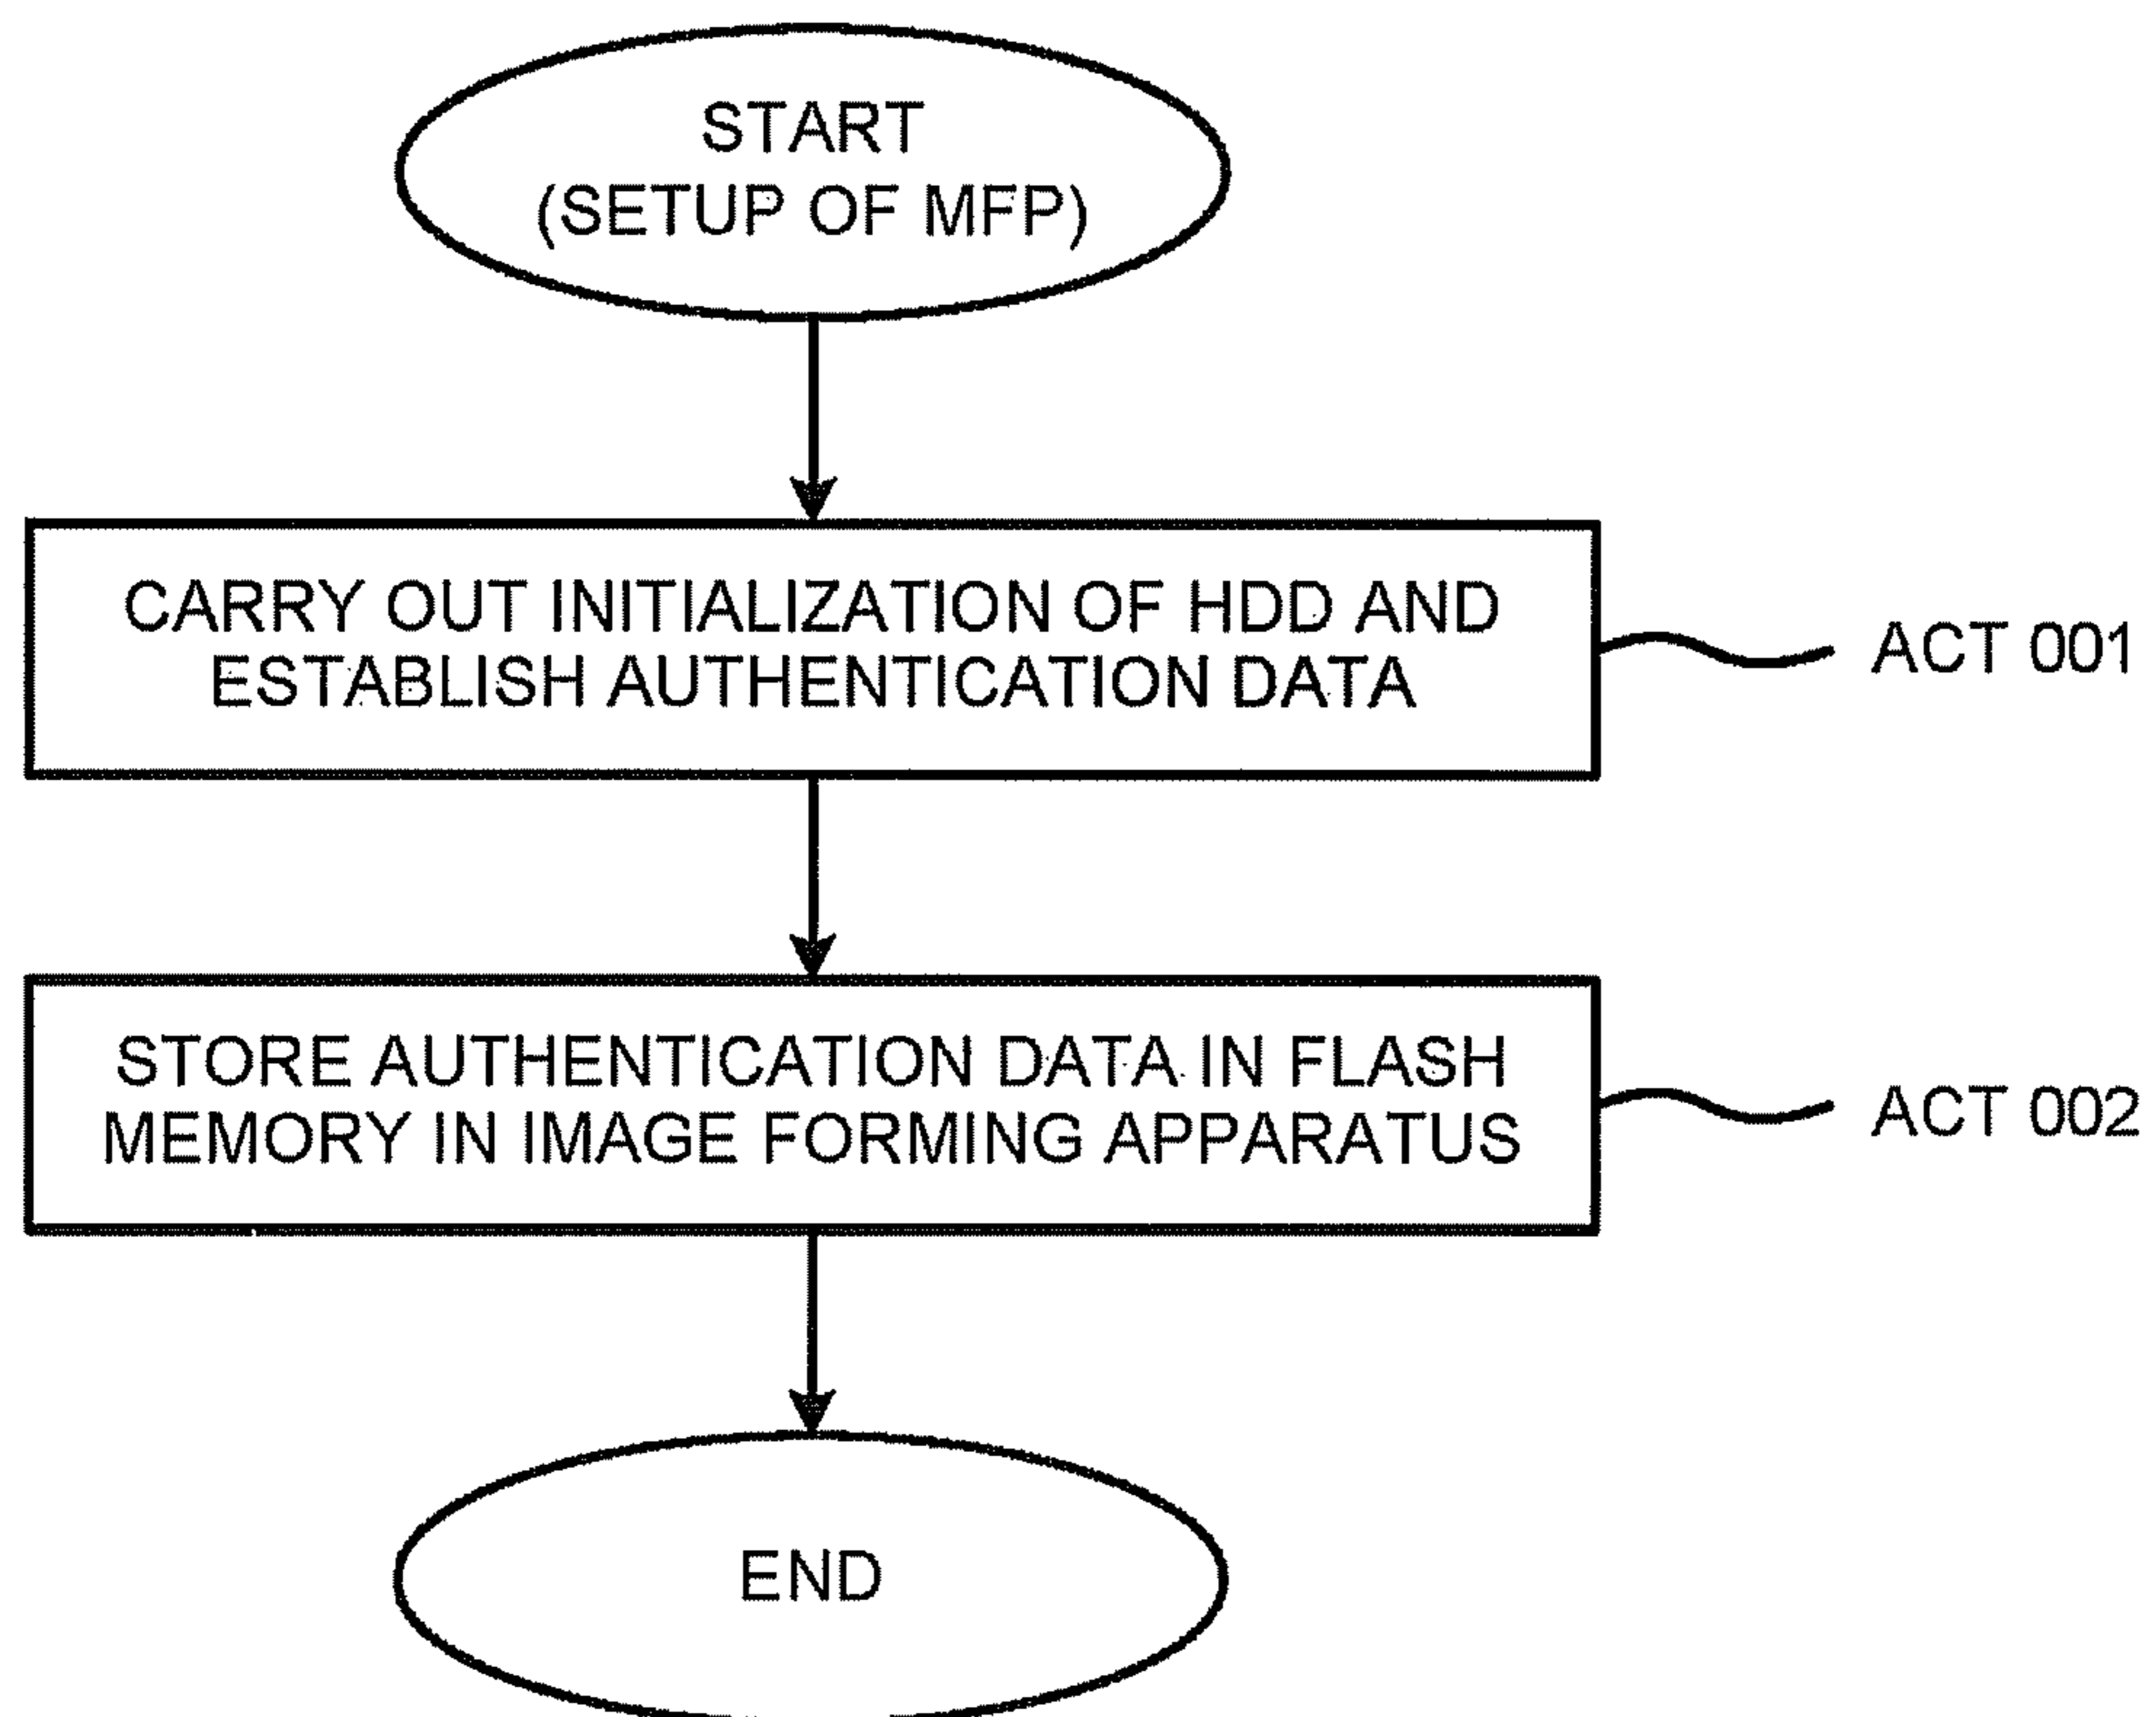 START
(SETUP OF MFP)
CARRY OUT INITIALIZATION OF HDD AND
ESTABLISH AUTHENTICATION DATA
ACT 001
STORE AUTHENTICATION DATA IN FLASH
MEMORY IN IMAGE FORMING APPARATUS
ACT 002
END